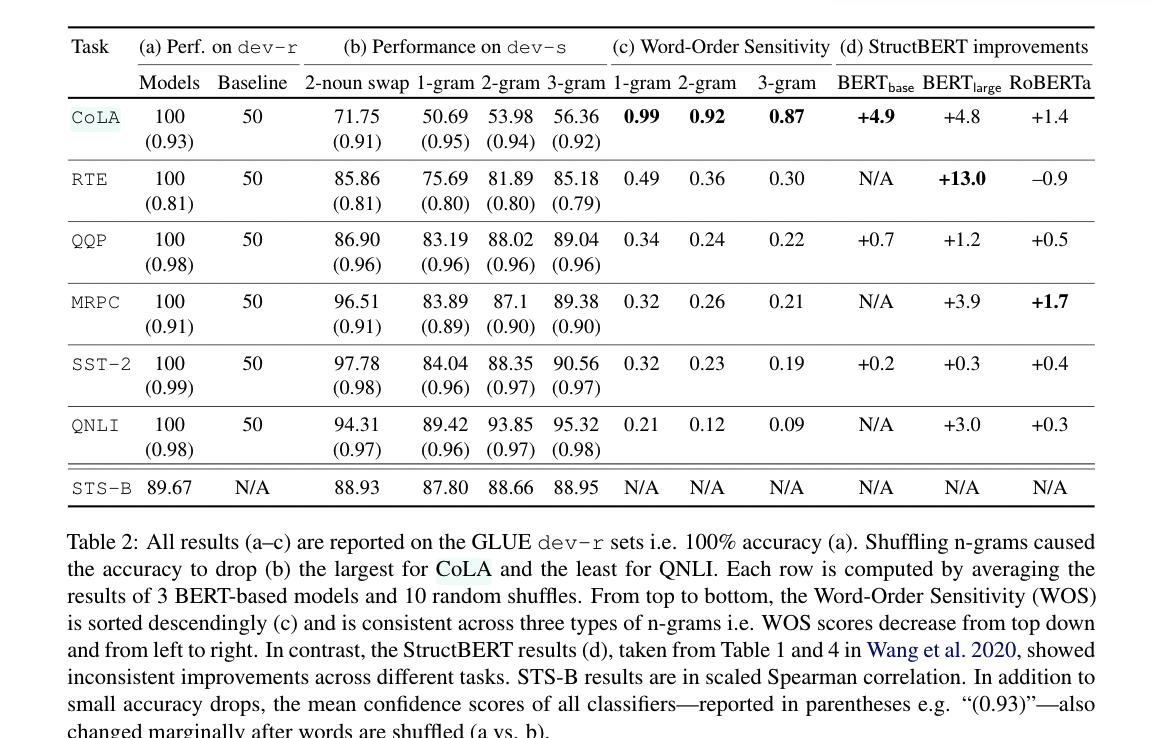 Task (a) Perf. on dev-r (b) Performance on dev-s (c) Word-Order Sensitivity (d) StructBERT improvements
Models Baseline 2-noun swap 1-gram 2-gram 3-gram 1-gram 2-gram 3-gram BERTbase BERTlarge RoBERTa
CoLA 100 50 71.75 50.69 53.98 56.36 0.99 0.92 0.87 +4.9 +4.8 +1.4
(0.93) (0.91) (0.95) (0.94) (0.92)
RTE 100 50 85.86 75.69 81.89 85.18 0.49 0.36 0.30 N/A +13.0 –0.9
(0.81) (0.81) (0.80) (0.80) (0.79)
QQP 100 50 86.90 83.19 88.02 89.04 0.34 0.24 0.22 +0.7 +1.2 +0.5
(0.98) (0.96) (0.96) (0.96) (0.96)
MRPC 100 50 96.51 83.89 87.1 89.38 0.32 0.26 0.21 N/A +3.9 +1.7
(0.91) (0.91) (0.89) (0.90) (0.90)
SST-2 100 50 97.78 84.04 88.35 90.56 0.32 0.23 0.19 +0.2 +0.3 +0.4
(0.99) (0.98) (0.96) (0.97) (0.97)
QNLI 100 50 94.31 89.42 93.85 95.32 0.21 0.12 0.09 N/A +3.0 +0.3
(0.98) (0.97) (0.96) (0.97) (0.98)
STS-B 89.67 N/A 88.93 87.80 88.66 88.95 N/A N/A N/A N/A N/A N/A
Table 2: All results (a–c) are reported on the GLUE dev-r sets i.e. 100% accuracy (a). Shuffling n-grams caused
the accuracy to drop (b) the largest for CoLA and the least for QNLI. Each row is computed by averaging the
results of 3 BERT-based models and 10 random shuffles. From top to bottom, the Word-Order Sensitivity (WOS)
is sorted descendingly (c) and is consistent across three types of n-grams i.e. WOS scores decrease from top down
and from left to right. In contrast, the StructBERT results (d), taken from Table 1 and 4 in Wang et al. 2020, showed
inconsistent improvements across different tasks. STS-B results are in scaled Spearman correlation. In addition to
small accuracy drops, the mean confidence scores of all classifiers—reported in parentheses e.g. “(0.93)”—also
changed marginally after words are shuffled (a vs. b).